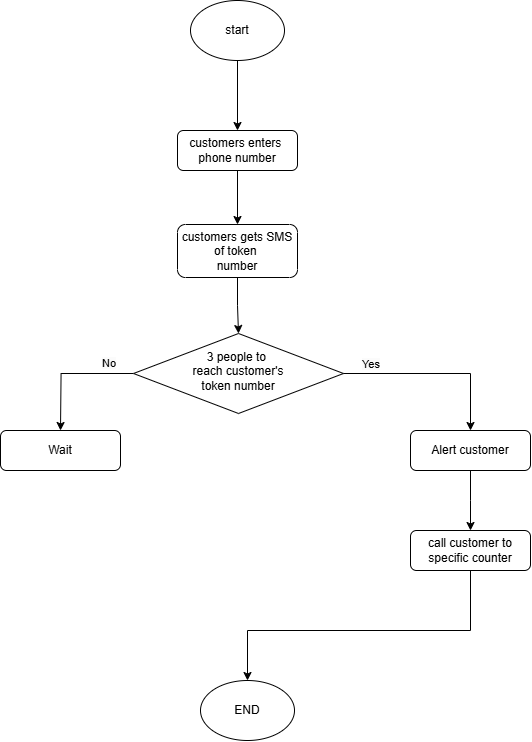 start
customers enters
phone number
customers gets SMS
of token
number
3 people to
reach customer's
token number
No
Yes
Wait
Alert customer
call customer to
specific counter
END